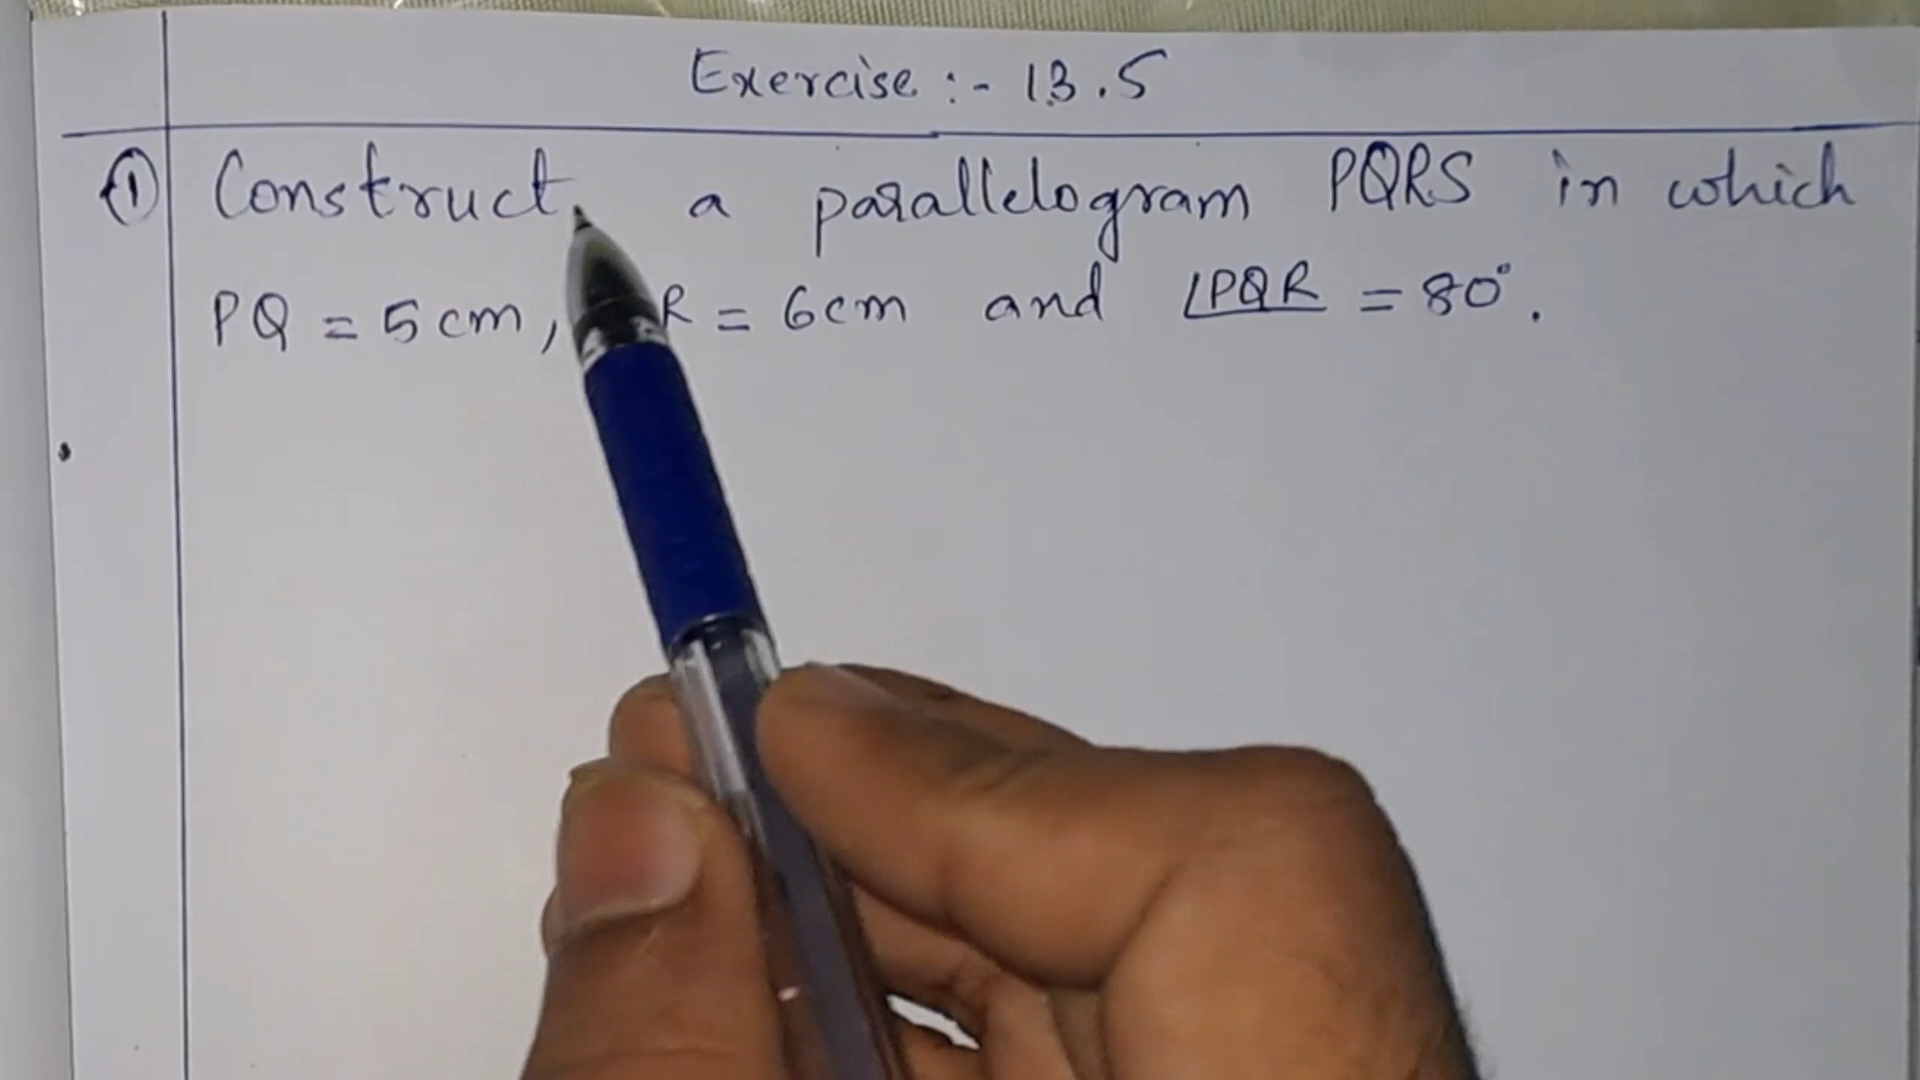 Exercise :- 13.5
① Construct a parallelogram PQRS in which
PQ = 5cm, R = 6cm and ∠PQR = 80°.